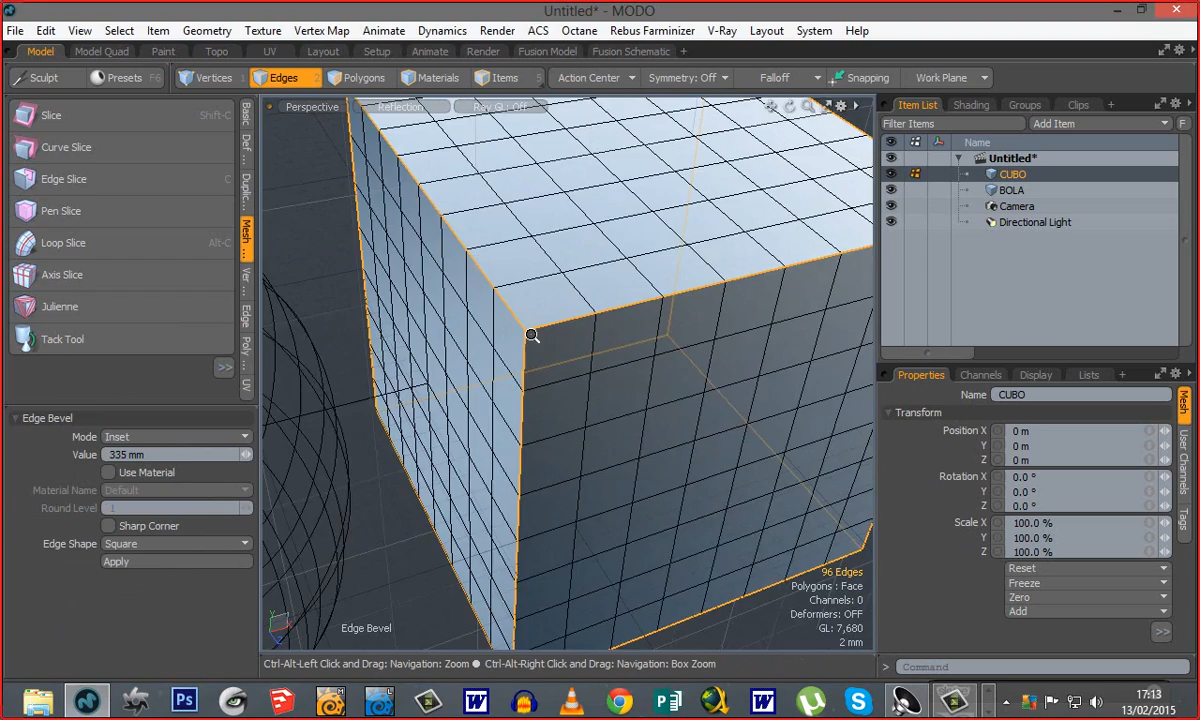 Untitled* - MODO
File Edit View Select Item Geometry Texture Vertex Map Animate Dynamics Render ACS Octane Rebus Farminizer V-Ray Layout System Help
Model Model Quad Paint Topo UV Layout Setup Animate Render Fusion Model Fusion Schematic +
Sculpt Presets F6 Vertices 1 Edges 2 Polygons Materials Items 5 Action Center Symmetry: Off Falloff Snapping Work Plane
Slice Shift-C
Curve Slice
Edge Slice C
Pen Slice
Loop Slice Alt-C
Axis Slice
Julienne
Tack Tool
>>
Basic
Def ...
Duplic...
Mesh ...
Ver ...
Edge
Poly ...
UV
Edge Bevel
Mode Inset
Value 335 mm
Use Material
Material Name Default
Round Level 1
Sharp Corner
Edge Shape Square
Apply
Perspective Reflection Ray GL: Off
96 Edges
Polygons : Face
Channels: 0
Deformers: OFF
GL: 7,680
2 mm
Edge Bevel
Ctrl-Alt-Left Click and Drag: Navigation: Zoom ● Ctrl-Alt-Right Click and Drag: Navigation: Box Zoom
Item List Shading Groups Clips +
Filter Items Add Item F
Name
Untitled*
CUBO
BOLA
Camera
Directional Light
Properties Channels Display Lists +
Name CUBO
Transform
Position X 0 m
Y 0 m
Z 0 m
Rotation X 0.0 °
Y 0.0 °
Z 0.0 °
Scale X 100.0 %
Y 100.0 %
Z 100.0 %
Reset
Freeze
Zero
Add
>>
Mesh
User Channels
Tags
> Command
17:13
13/02/2015